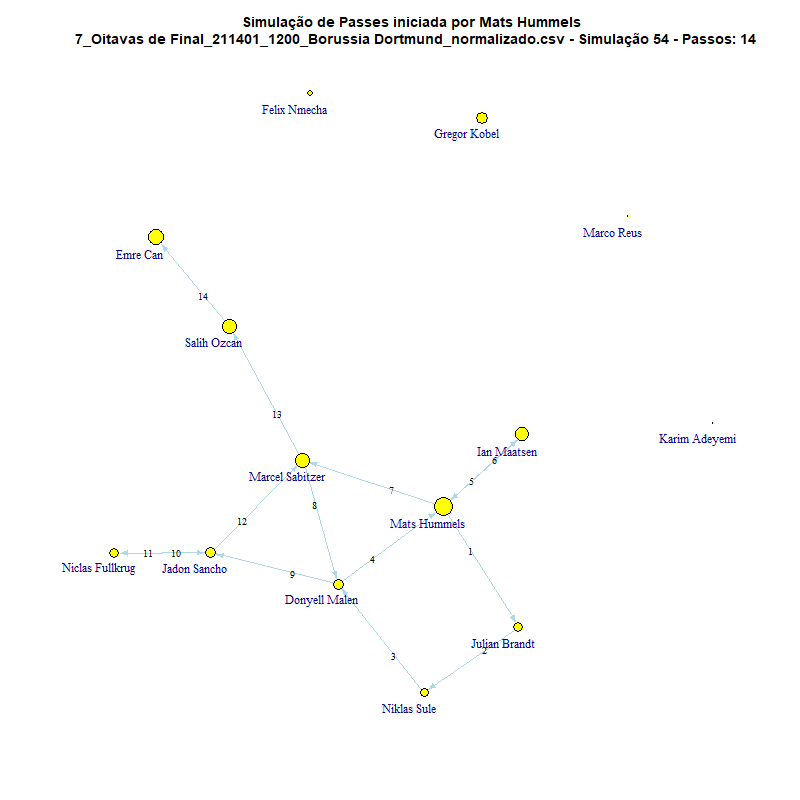 Simulação de Passes iniciada por Mats Hummels
7_Oitavas de Final_211401_1200_Borussia Dortmund_normalizado.csv - Simulação 54 - Passos: 14
Felix Nmecha
Gregor Kobel
Marco Reus
Emre Can
14
Salih Ozcan
13
Karim Adeyemi
Ian Maatsen
6
Marcel Sabitzer
5
7
8
Mats Hummels
12
1
11
10
4
Niclas Fullkrug
Jadon Sancho
9
Donyell Malen
Julian Brandt
2
3
Niklas Sule